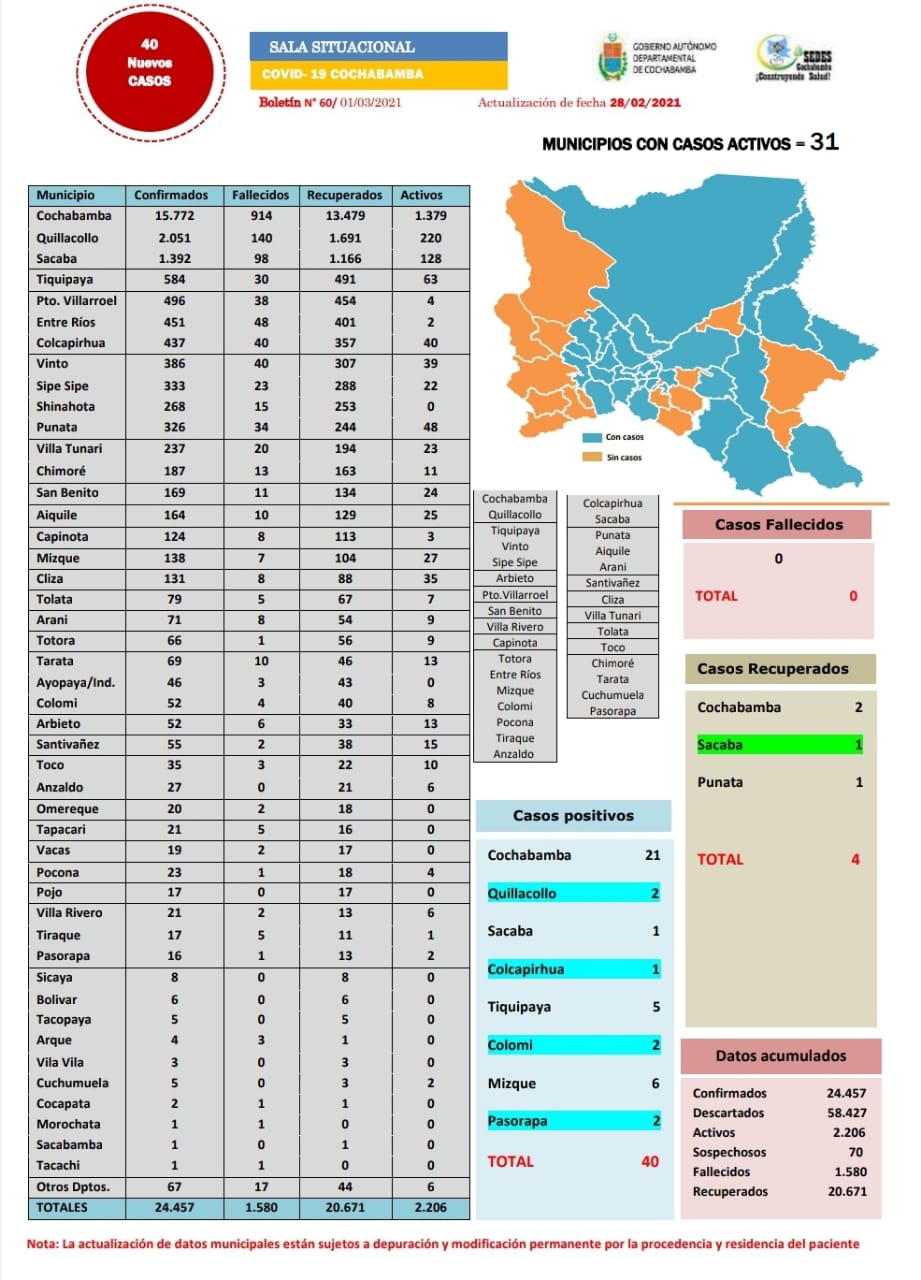 40
Nuevos
CASOS
SALA SITUACIONAL
COVID- 19 COCHABAMBA
GOBIERNO AUTÓNOMO
DEPARTAMENTAL
DE COCHABAMBA
SEDES
Cochabamba
¡Construyendo Salud!
Boletín N° 60/ 01/03/2021
Actualización de fecha 28/02/2021
MUNICIPIOS CON CASOS ACTIVOS = 31
Municipio Confirmados Fallecidos Recuperados Activos
Cochabamba 15.772 914 13.479 1.379
Quillacollo 2.051 140 1.691 220
Sacaba 1.392 98 1.166 128
Tiquipaya 584 30 491 63
Pto. Villarroel 496 38 454 4
Entre Ríos 451 48 401 2
Colcapirhua 437 40 357 40
Vinto 386 40 307 39
Sipe Sipe 333 23 288 22
Shinahota 268 15 253 0
Punata 326 34 244 48
Villa Tunari 237 20 194 23
Chimoré 187 13 163 11
San Benito 169 11 134 24
Aiquile 164 10 129 25
Capinota 124 8 113 3
Mizque 138 7 104 27
Cliza 131 8 88 35
Tolata 79 5 67 7
Arani 71 8 54 9
Totora 66 1 56 9
Tarata 69 10 46 13
Ayopaya/Ind. 46 3 43 0
Colomi 52 4 40 8
Arbieto 52 6 33 13
Santivañez 55 2 38 15
Toco 35 3 22 10
Anzaldo 27 0 21 6
Omereque 20 2 18 0
Tapacari 21 5 16 0
Vacas 19 2 17 0
Pocona 23 1 18 4
Pojo 17 0 17 0
Villa Rivero 21 2 13 6
Tiraque 17 5 11 1
Pasorapa 16 1 13 2
Sicaya 8 0 8 0
Bolivar 6 0 6 0
Tacopaya 5 0 5 0
Arque 4 3 1 0
Vila Vila 3 0 3 0
Cuchumuela 5 0 3 2
Cocapata 2 1 1 0
Morochata 1 1 0 0
Sacabamba 1 0 1 0
Tacachi 1 1 0 0
Otros Dptos. 67 17 44 6
TOTALES 24.457 1.580 20.671 2.206
Con casos
Sin casos
Cochabamba
Quillacollo
Tiquipaya
Vinto
Sipe Sipe
Arbieto
Pto.Villarroel
San Benito
Villa Rivero
Capinota
Totora
Entre Ríos
Mizque
Colomi
Pocona
Tiraque
Anzaldo
Colcapirhua
Sacaba
Punata
Aiquile
Arani
Santivañez
Cliza
Villa Tunari
Tolata
Toco
Chimoré
Tarata
Cuchumuela
Pasorapa
Casos Fallecidos
0
TOTAL 0
Casos Recuperados
Cochabamba 2
Sacaba 1
Punata 1
TOTAL 4
Casos positivos
Cochabamba 21
Quillacollo 2
Sacaba 1
Colcapirhua 1
Tiquipaya 5
Colomi 2
Mizque 6
Pasorapa 2
TOTAL 40
Datos acumulados
Confirmados 24.457
Descartados 58.427
Activos 2.206
Sospechosos 70
Fallecidos 1.580
Recuperados 20.671
Nota: La actualización de datos municipales están sujetos a depuración y modificación permanente por la procedencia y residencia del paciente